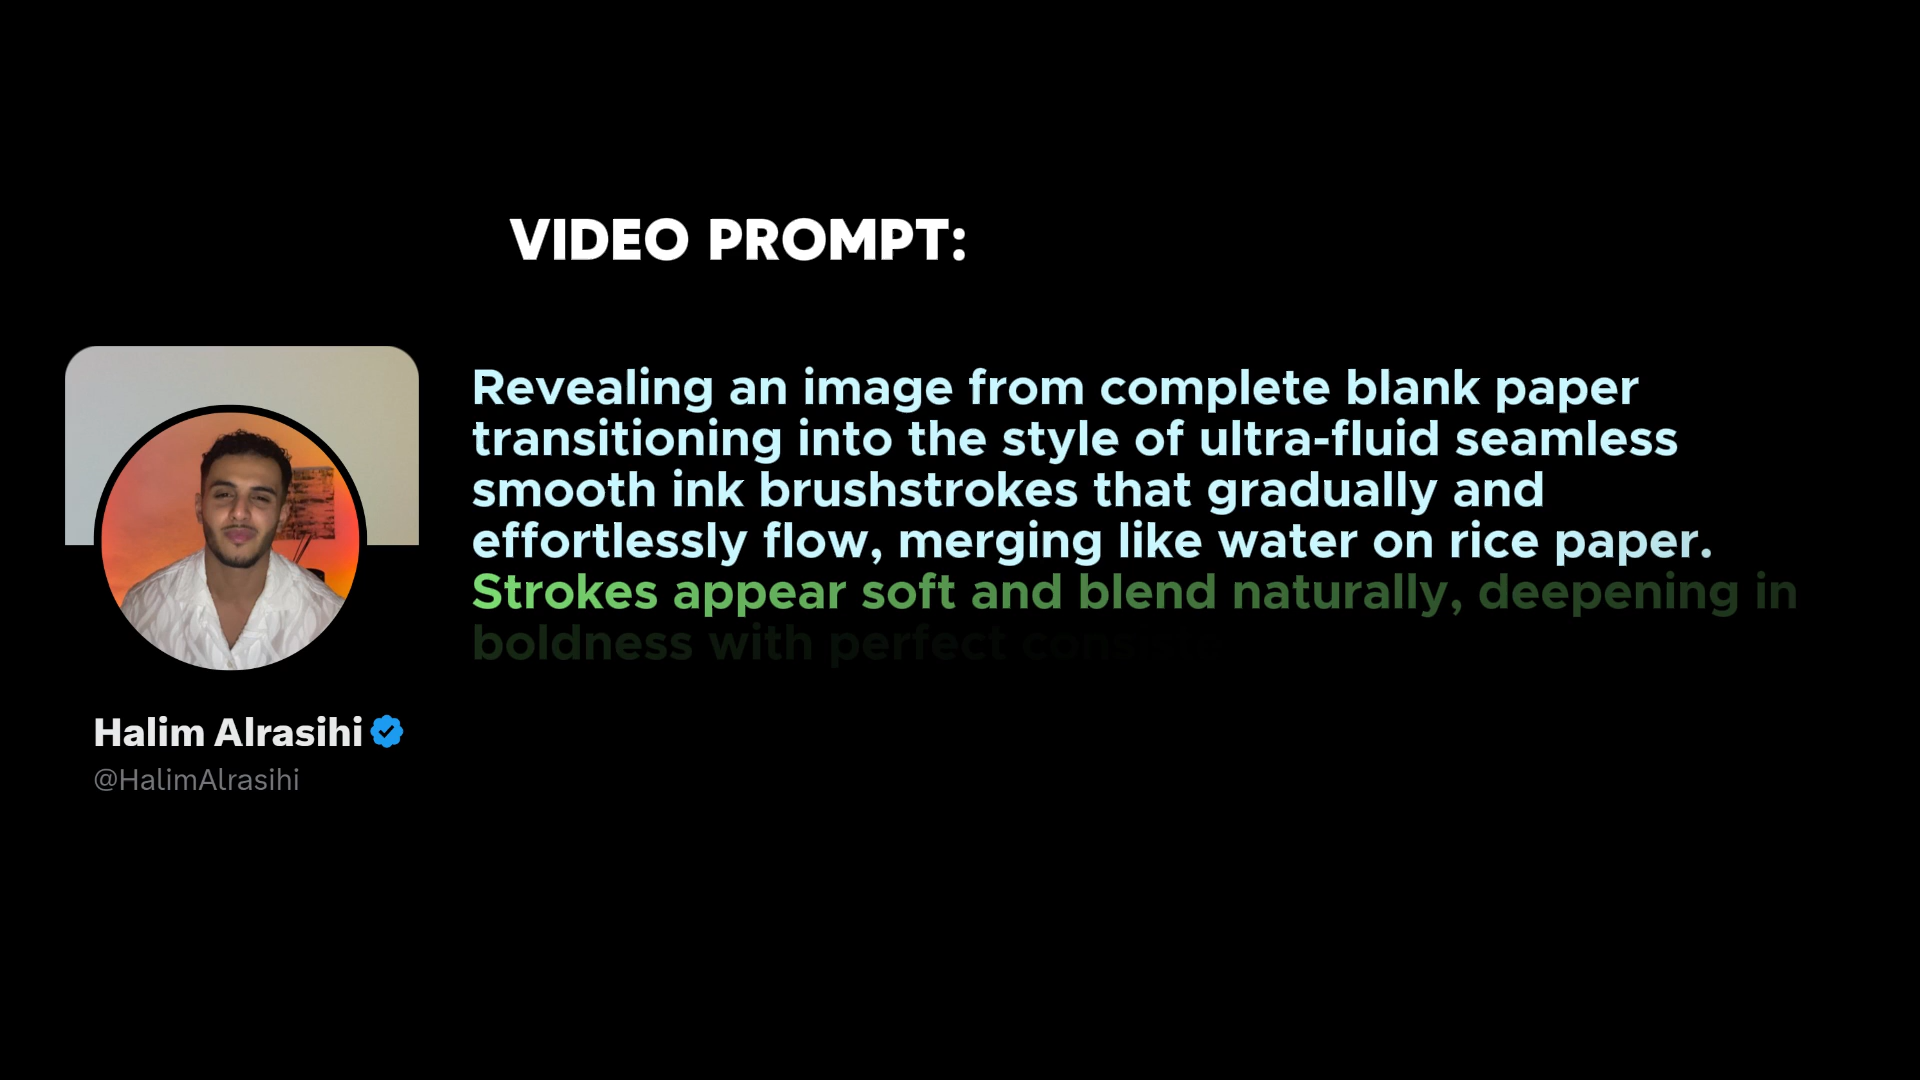 VIDEO PROMPT:
Revealing an image from complete blank paper
transitioning into the style of ultra-fluid seamless
smooth ink brushstrokes that gradually and
effortlessly flow, merging like water on rice paper.
Strokes appear soft and blend naturally, deepening in
boldness with perfect
Halim Alrasihi
@HalimAlrasihi